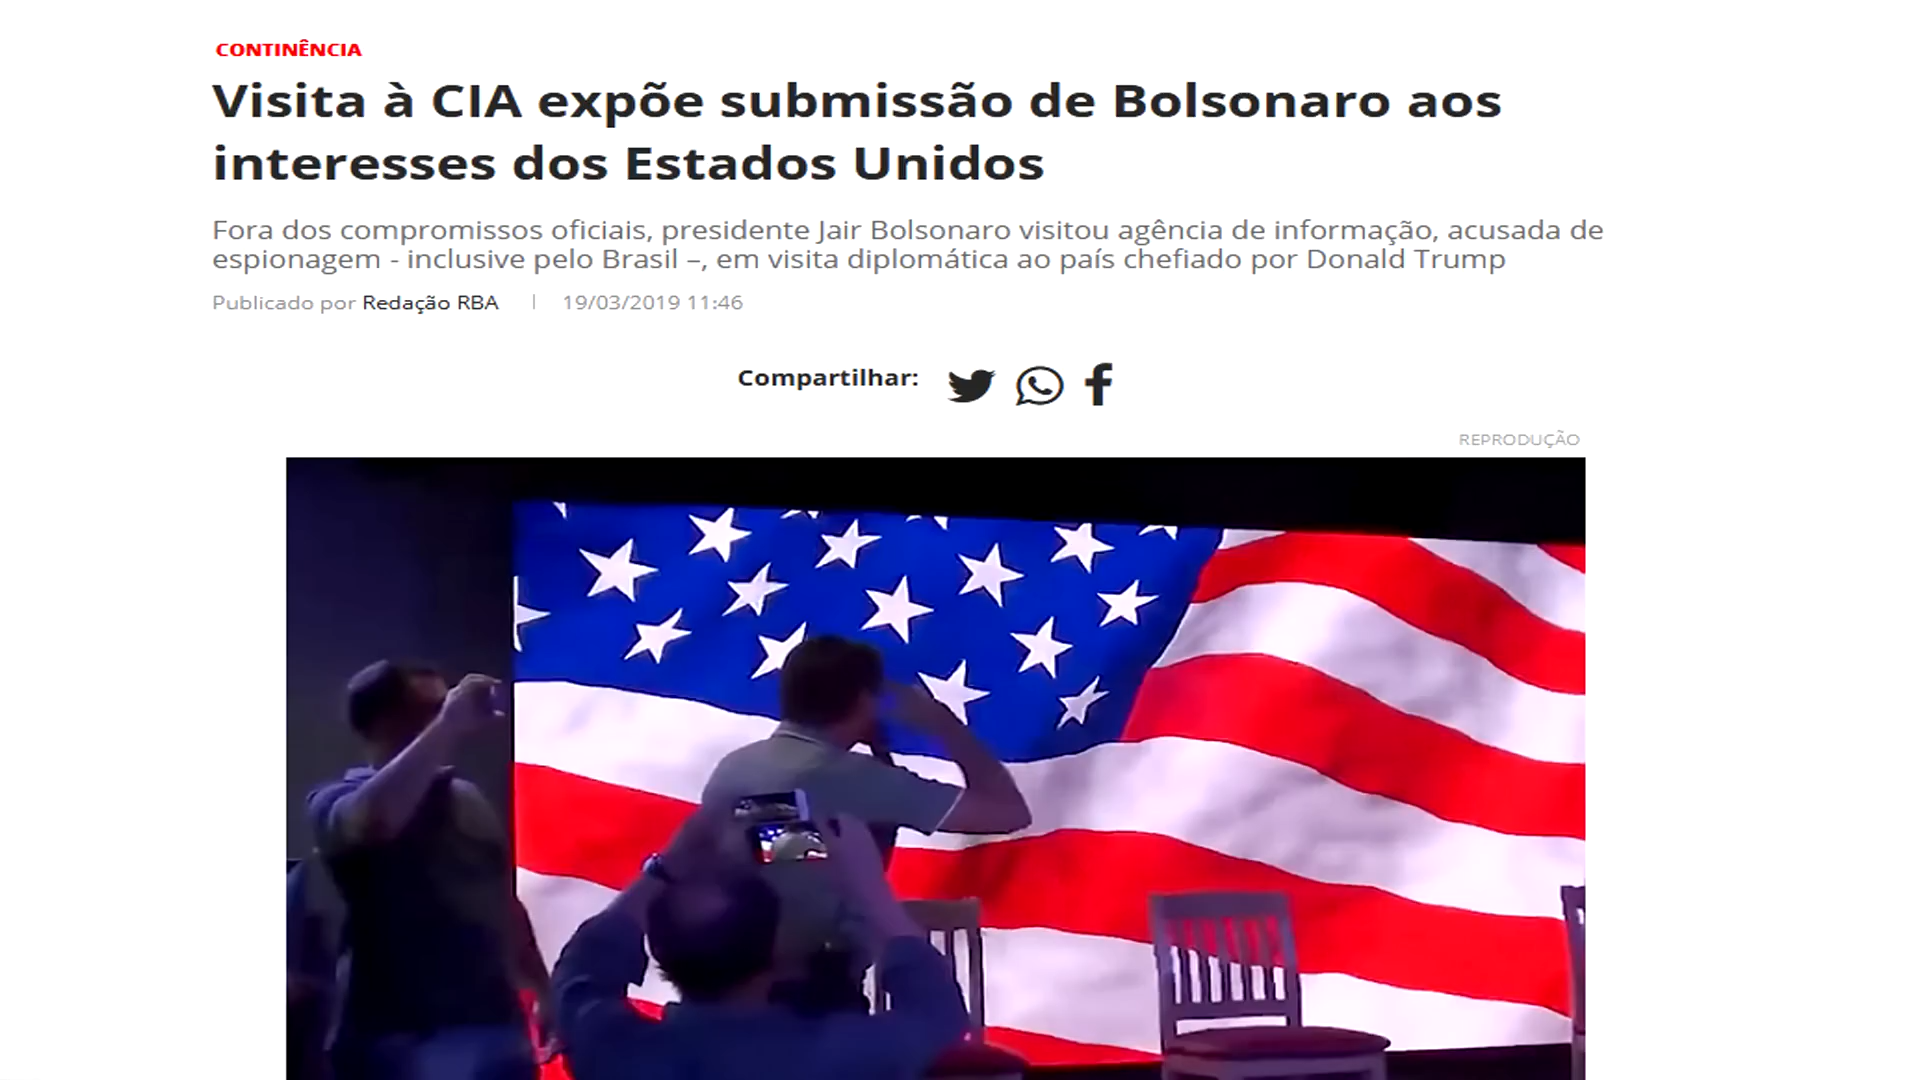 CONTINÊNCIA
Visita à CIA expõe submissão de Bolsonaro aos
interesses dos Estados Unidos
Fora dos compromissos oficiais, presidente Jair Bolsonaro visitou agência de informação, acusada de
espionagem - inclusive pelo Brasil –, em visita diplomática ao país chefiado por Donald Trump
Publicado por Redação RBA | 19/03/2019 11:46
Compartilhar:
REPRODUÇÃO